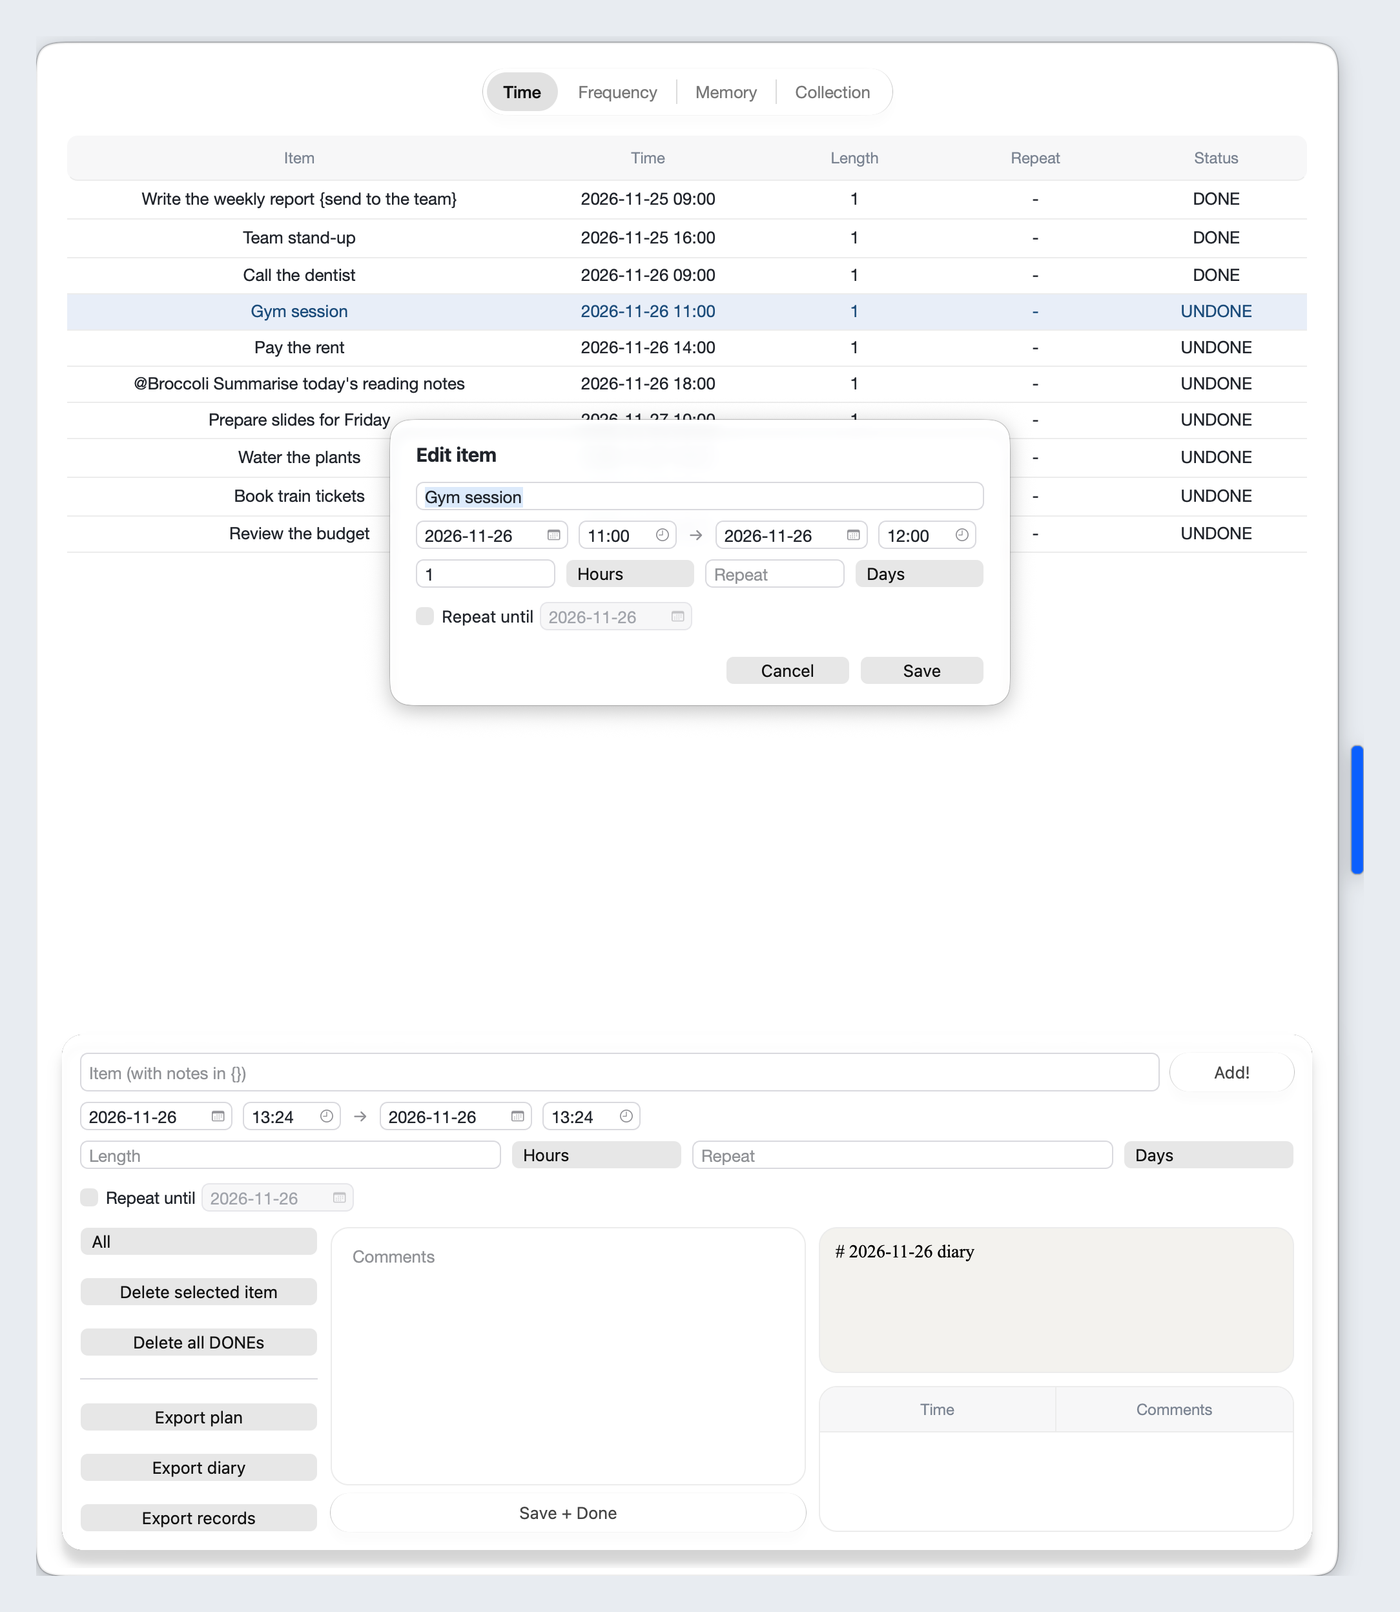 Time Frequency Memory Collection
Item Time Length Repeat Status
Write the weekly report {send to the team} 2026-11-25 09:00 1 - DONE
Team stand-up 2026-11-25 16:00 1 - DONE
Call the dentist 2026-11-26 09:00 1 - DONE
Gym session 2026-11-26 11:00 1 - UNDONE
Pay the rent 2026-11-26 14:00 1 - UNDONE
@Broccoli Summarise today's reading notes 2026-11-26 18:00 1 - UNDONE
Prepare slides for Friday 2026-11-27 10:00 1 - UNDONE
Water the plants - UNDONE
Book train tickets - UNDONE
Review the budget - UNDONE
Edit item
Gym session
2026-11-26 11:00 → 2026-11-26 12:00
1 Hours Repeat Days
Repeat until 2026-11-26
Cancel Save
Item (with notes in {}) Add!
2026-11-26 13:24 → 2026-11-26 13:24
Length Hours Repeat Days
Repeat until 2026-11-26
All
Delete selected item
Delete all DONEs
Export plan
Export diary
Export records
Comments
Save + Done
# 2026-11-26 diary
Time Comments